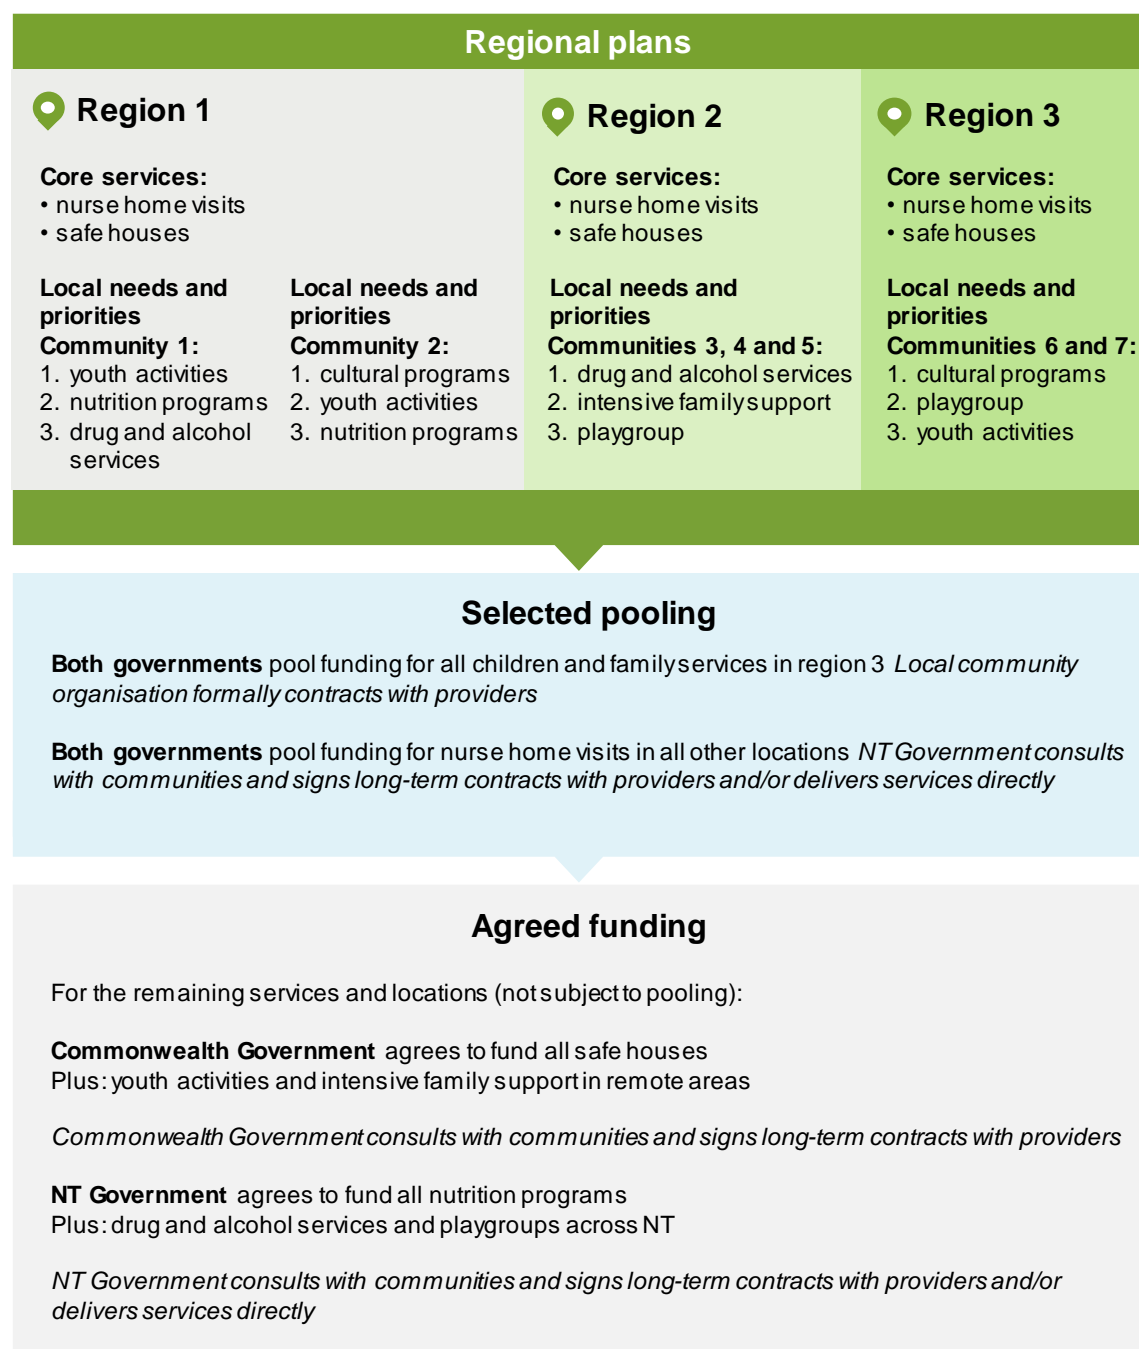 Regional plans
Region 1
Core services:
• nurse home visits
• safe houses
Local needs and
priorities
Community 1:
1. youth activities
2. nutrition programs
3. drug and alcohol
services
Local needs and
priorities
Community 2:
1. cultural programs
2. youth activities
3. nutrition programs
Region 2
Core services:
• nurse home visits
• safe houses
Local needs and
priorities
Communities 3, 4 and 5:
1. drug and alcohol services
2. intensive family support
3. playgroup
Region 3
Core services:
• nurse home visits
• safe houses
Local needs and
priorities
Communities 6 and 7:
1. cultural programs
2. playgroup
3. youth activities
Selected pooling
Both governments pool funding for all children and family services in region 3 Local community
organisation formally contracts with providers
Both governments pool funding for nurse home visits in all other locations NT Government consults
with communities and signs long-term contracts with providers and/or delivers services directly
Agreed funding
For the remaining services and locations (not subject to pooling):
Commonwealth Government agrees to fund all safe houses
Plus: youth activities and intensive family support in remote areas
Commonwealth Government consults with communities and signs long-term contracts with providers
NT Government agrees to fund all nutrition programs
Plus: drug and alcohol services and playgroups across NT
NT Government consults with communities and signs long-term contracts with providers and/or
delivers services directly